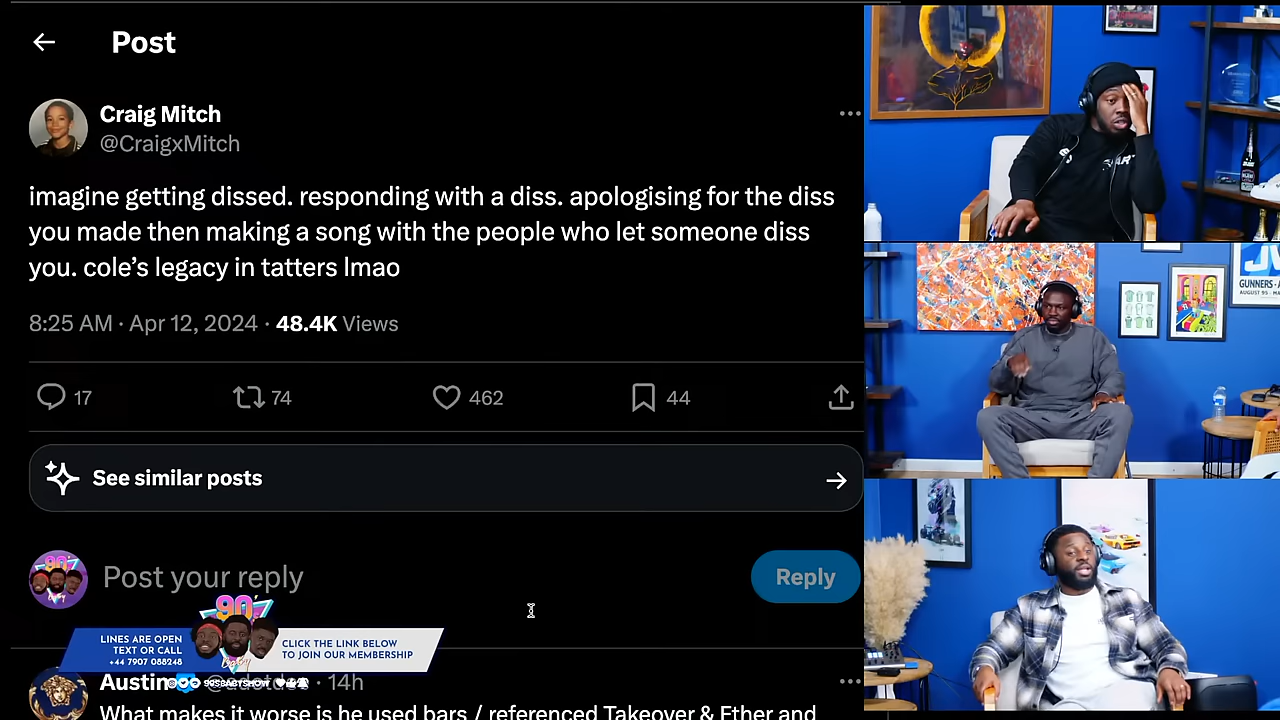 Post
Craig Mitch
@CraigxMitch
imagine getting dissed. responding with a diss. apologising for the diss
you made then making a song with the people who let someone diss
you. cole’s legacy in tatters lmao
8:25 AM · Apr 12, 2024 · 48.4K Views
17
74
462
44
See similar posts
Post your reply
Reply
90's
LINES ARE OPEN
TEXT OR CALL
+44 7907 088248
CLICK THE LINK BELOW
TO JOIN OUR MEMBERSHIP
90SBABYSHOW
Austin
· 14h
What makes it worse is he used bars / referenced Takeover & Ether and
GUNNERS